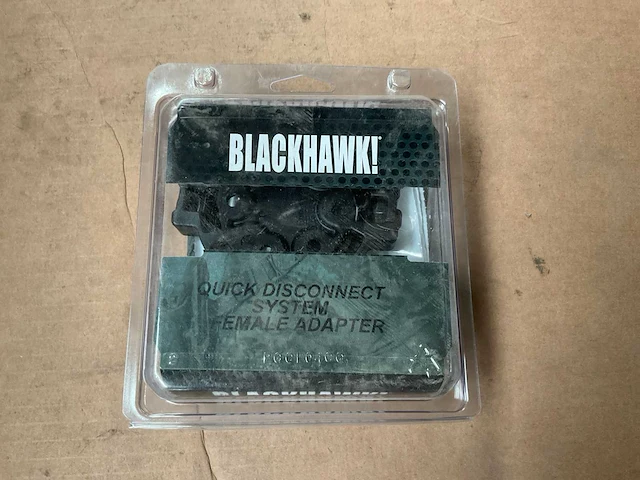 BLACKHAWK!
QUICK DISCONNECT
SYSTEM
FEMALE ADAPTER
BLACKHAWK!